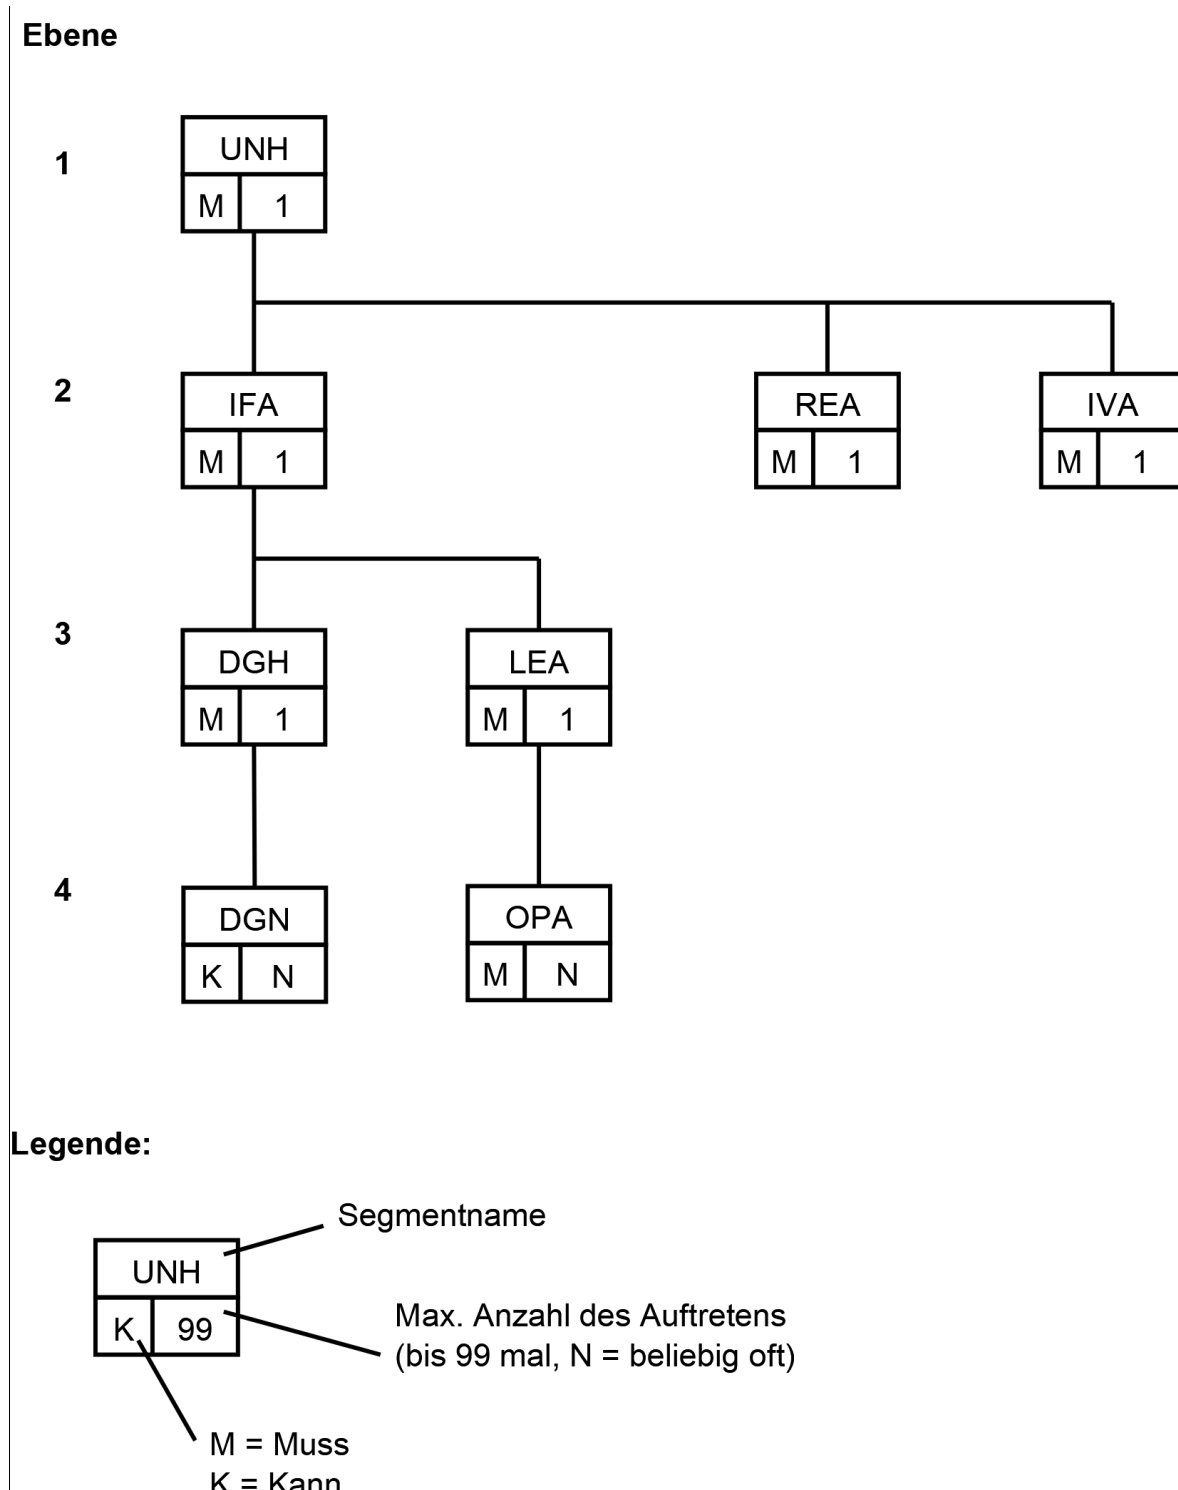 Ebene
1
UNH
M 1
2
IFA
M 1
REA
M 1
IVA
M 1
3
DGH
M 1
LEA
M 1
4
DGN
K N
OPA
M N
Legende:
Segmentname
UNH
K 99
Max. Anzahl des Auftretens
(bis 99 mal, N = beliebig oft)
M = Muss
K = Kann